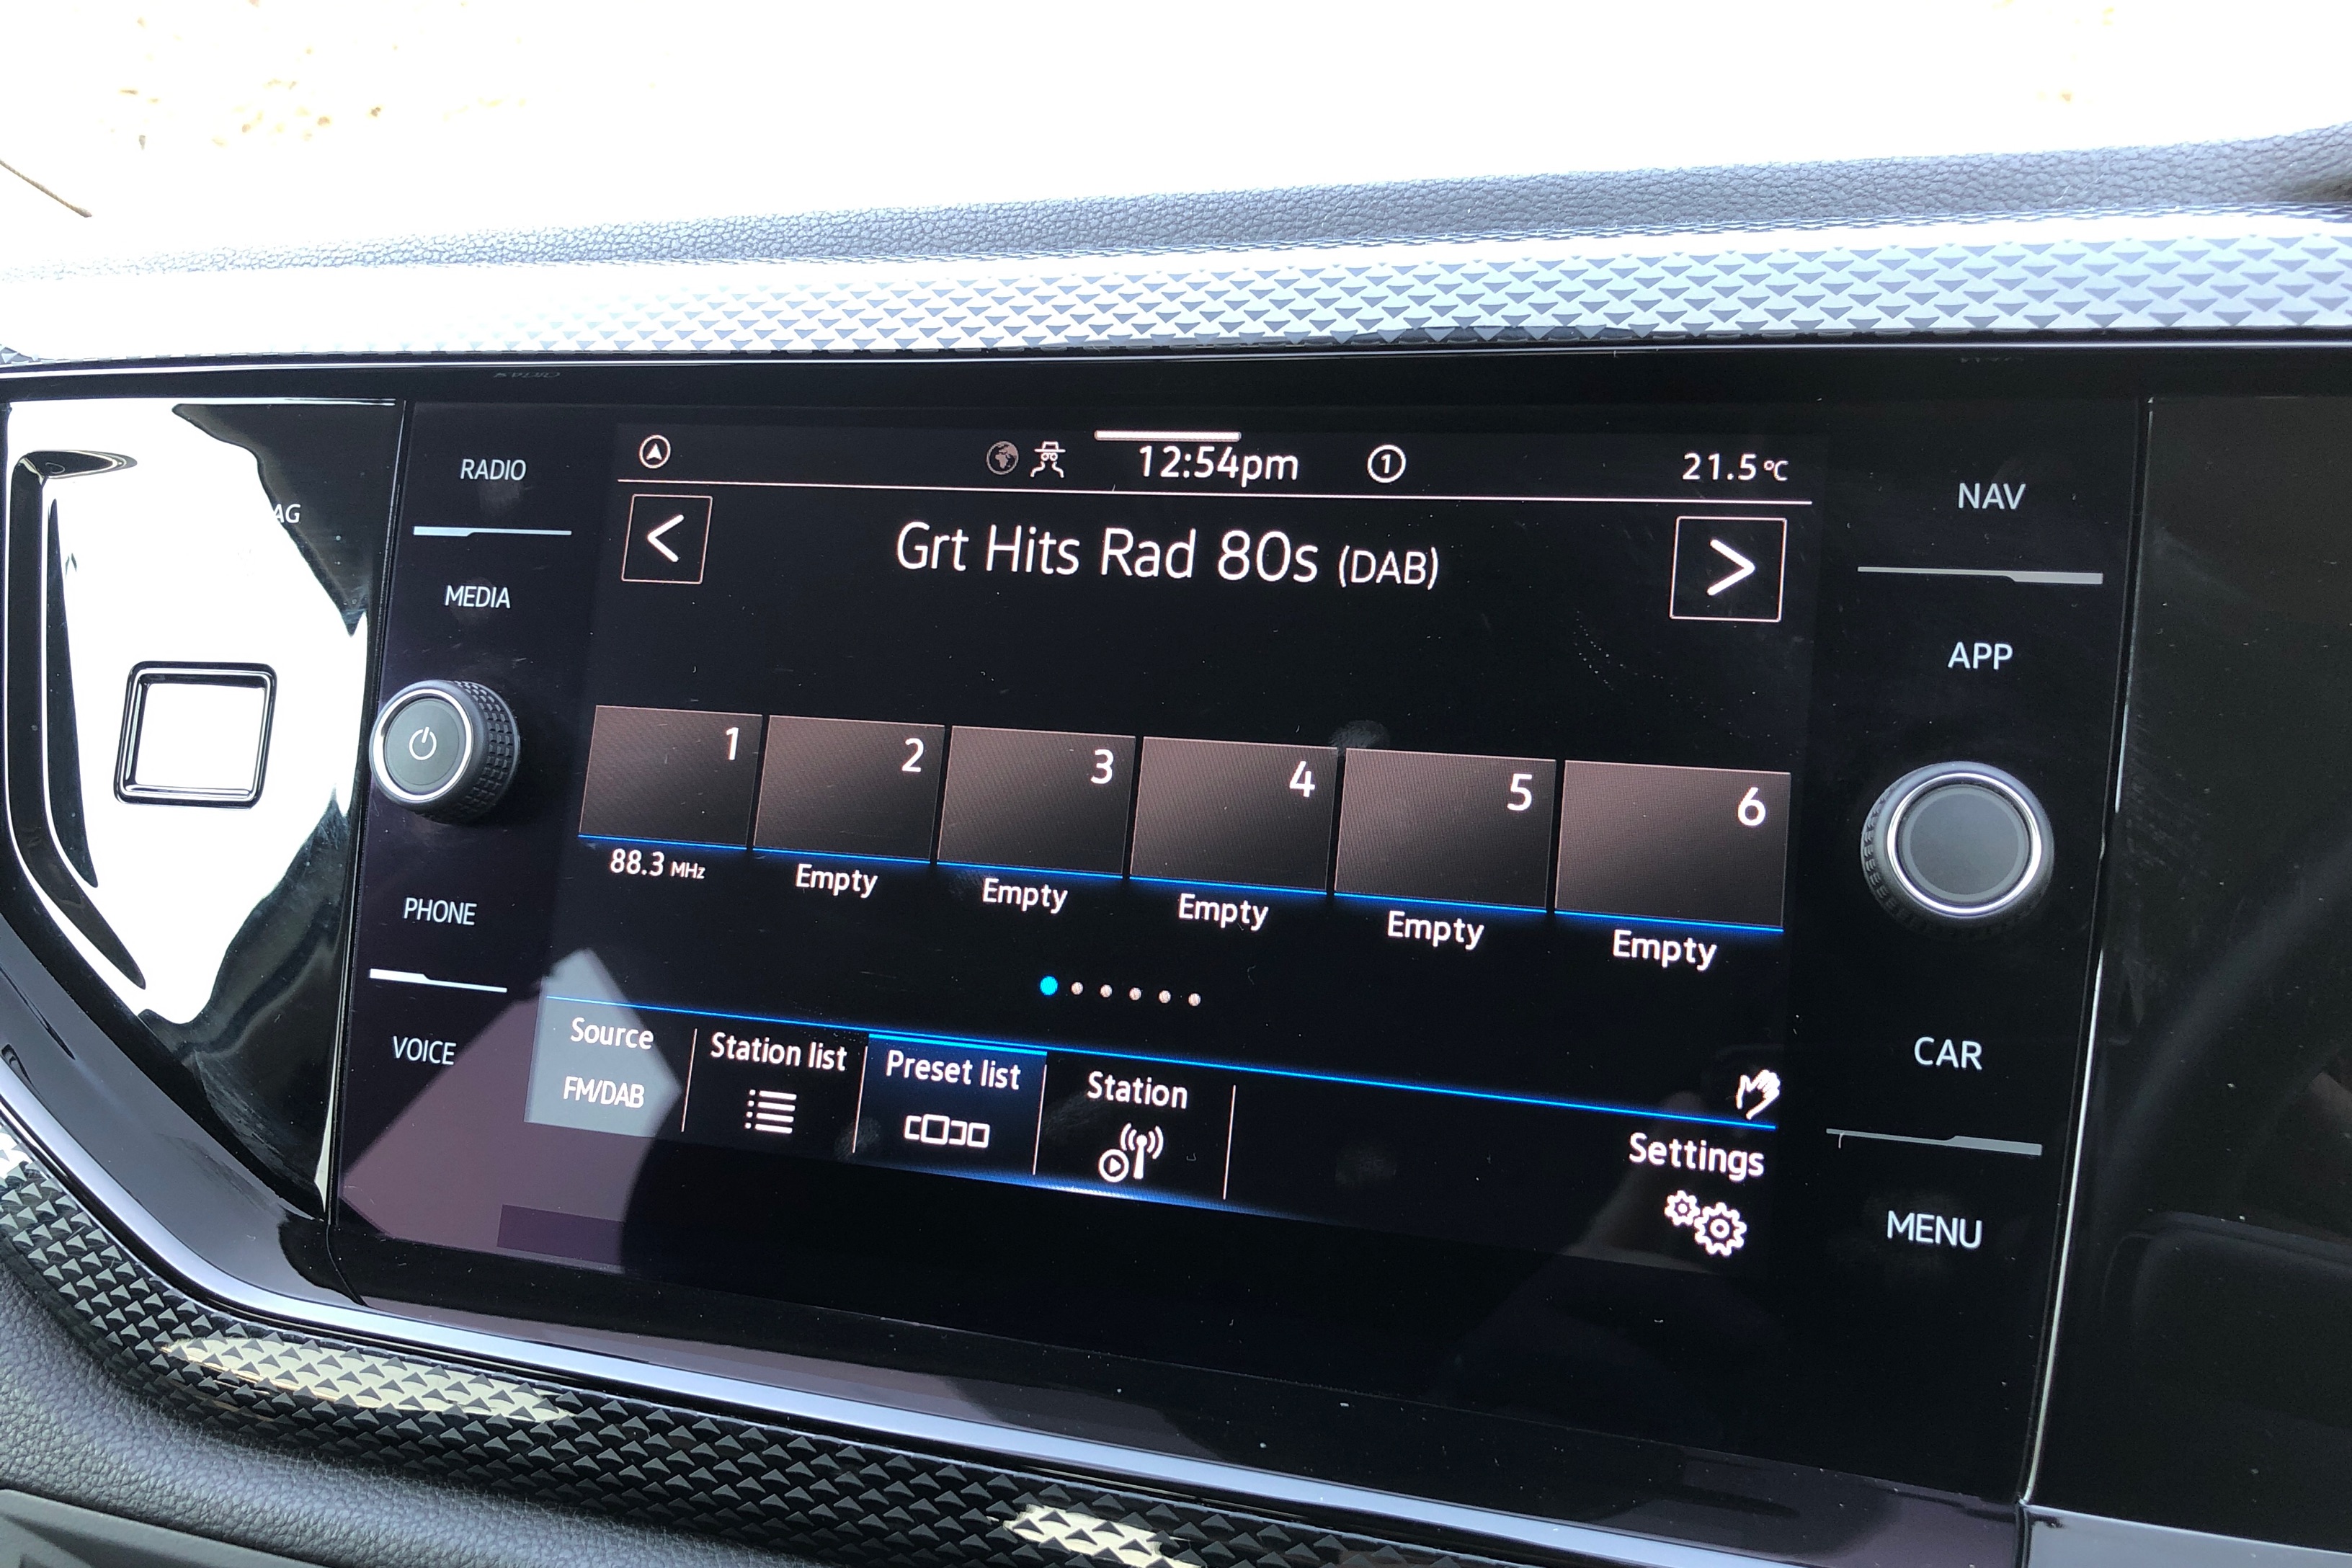 AG
RADIO
MEDIA
PHONE
VOICE
1
12:54pm
21.5°C
<
Grt Hits Rad 80s (DAB)
>
1 2 3 4 5 6
88.3 MHz Empty Empty Empty Empty Empty
Source Station list Preset list Station
FM/DAB
Settings
NAV
APP
CAR
MENU